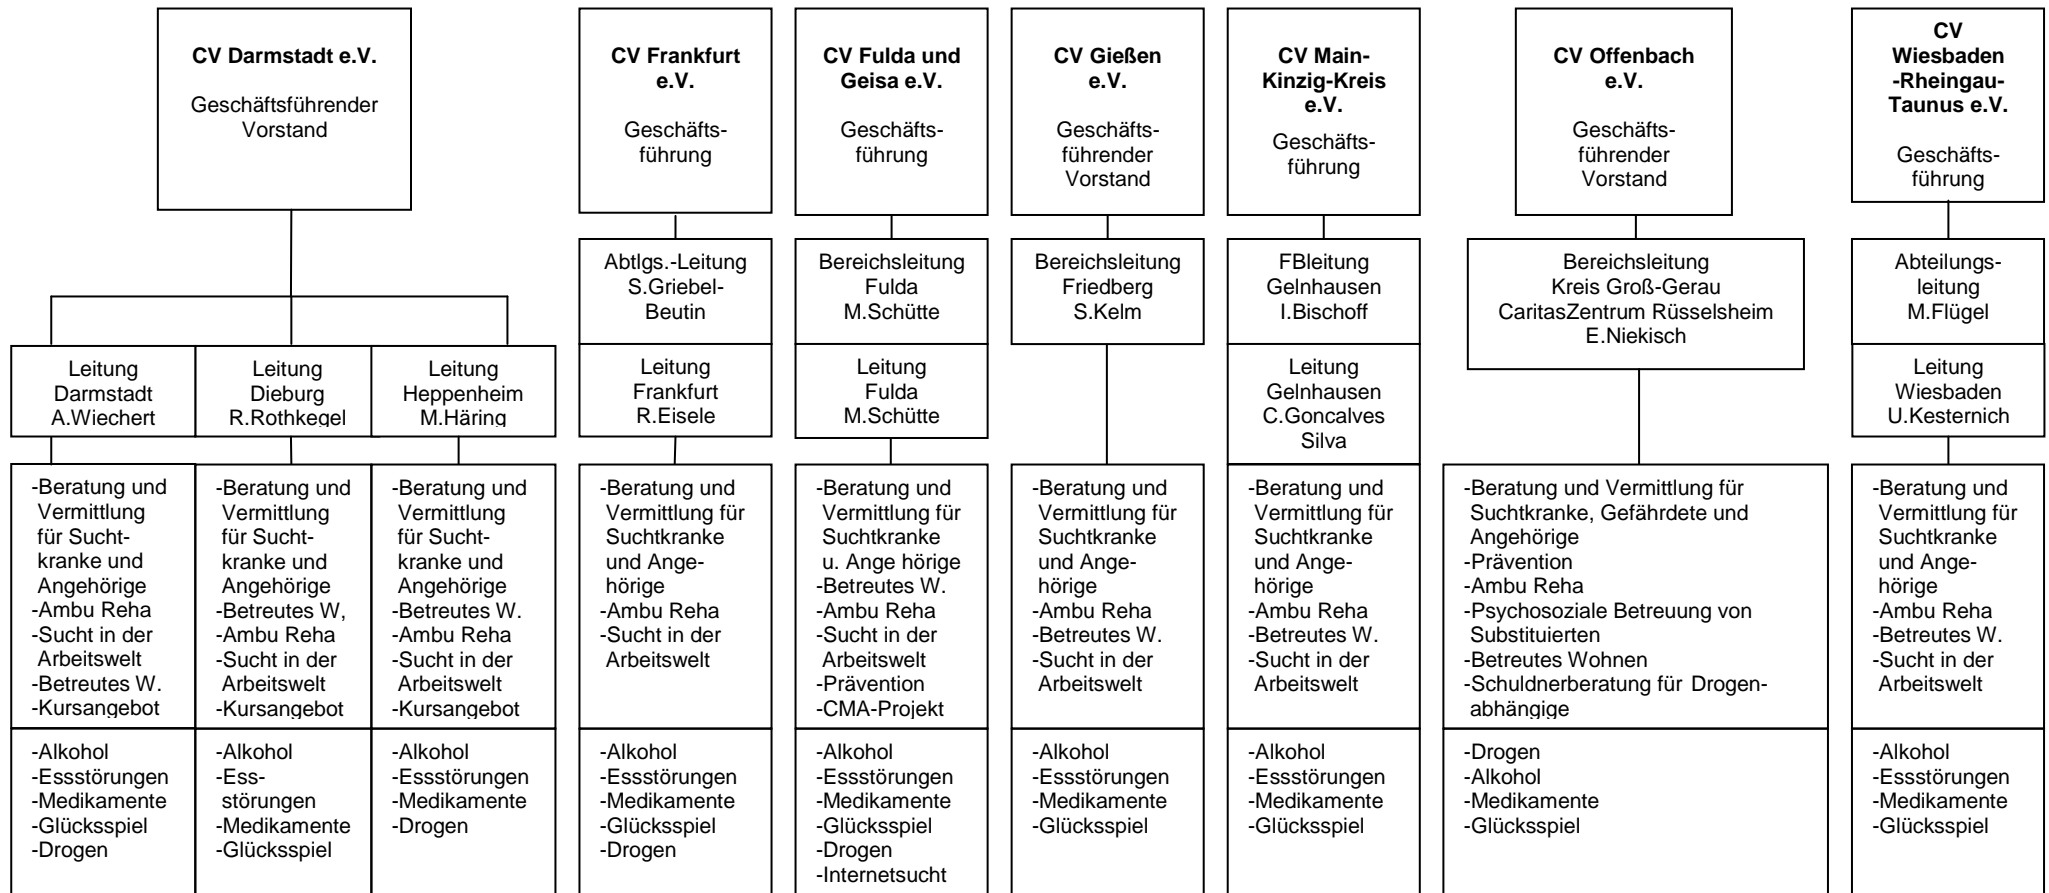 CV Darmstadt e.V.
Geschäftsführender
Vorstand
CV Frankfurt
e.V.
Geschäfts-
führung
CV Fulda und
Geisa e.V.
Geschäfts-
führung
CV Gießen
e.V.
Geschäfts-
führender
Vorstand
CV Main-
Kinzig-Kreis
e.V.
Geschäfts-
führung
CV Offenbach
e.V.
Geschäfts-
führender
Vorstand
CV
Wiesbaden
-Rheingau-
Taunus e.V.
Geschäfts-
führung
Abtlgs.-Leitung
S.Griebel-
Beutin
Bereichsleitung
Fulda
M.Schütte
Bereichsleitung
Friedberg
S.Kelm
FBleitung
Gelnhausen
I.Bischoff
Bereichsleitung
Kreis Groß-Gerau
CaritasZentrum Rüsselsheim
E.Niekisch
Abteilungs-
leitung
M.Flügel
Leitung
Darmstadt
A.Wiechert
Leitung
Dieburg
R.Rothkegel
Leitung
Heppenheim
M.Häring
Leitung
Frankfurt
R.Eisele
Leitung
Fulda
M.Schütte
Leitung
Gelnhausen
C.Goncalves
Silva
Leitung
Wiesbaden
U.Kesternich
-Beratung und
Vermittlung
für Sucht-
kranke und
Angehörige
-Ambu Reha
-Sucht in der
Arbeitswelt
-Betreutes W.
-Kursangebot
-Beratung und
Vermittlung
für Sucht-
kranke und
Angehörige
-Betreutes W,
-Ambu Reha
-Sucht in der
Arbeitswelt
-Kursangebot
-Beratung und
Vermittlung
für Sucht-
kranke und
Angehörige
-Betreutes W.
-Ambu Reha
-Sucht in der
Arbeitswelt
-Kursangebot
-Beratung und
Vermittlung für
Suchtkranke
und Ange-
hörige
-Ambu Reha
-Sucht in der
Arbeitswelt
-Beratung und
Vermittlung für
Suchtkranke
u. Ange hörige
-Betreutes W.
-Ambu Reha
-Sucht in der
Arbeitswelt
-Prävention
-CMA-Projekt
-Beratung und
Vermittlung für
Suchtkranke
und Ange-
hörige
-Ambu Reha
-Betreutes W.
-Sucht in der
Arbeitswelt
-Beratung und
Vermittlung für
Suchtkranke
und Ange-
hörige
-Ambu Reha
-Betreutes W.
-Sucht in der
Arbeitswelt
-Beratung und Vermittlung für
Suchtkranke, Gefährdete und
Angehörige
-Prävention
-Ambu Reha
-Psychosoziale Betreuung von
Substituierten
-Betreutes Wohnen
-Schuldnerberatung für Drogen-
abhängige
-Beratung und
Vermittlung für
Suchtkranke
und Ange-
hörige
-Ambu Reha
-Betreutes W.
-Sucht in der
Arbeitswelt
-Alkohol
-Essstörungen
-Medikamente
-Glücksspiel
-Drogen
-Alkohol
-Ess-
störungen
-Medikamente
-Glücksspiel
-Alkohol
-Essstörungen
-Medikamente
-Drogen
-Alkohol
-Essstörungen
-Medikamente
-Glücksspiel
-Drogen
-Alkohol
-Essstörungen
-Medikamente
-Glücksspiel
-Drogen
-Internetsucht
-Alkohol
-Essstörungen
-Medikamente
-Glücksspiel
-Alkohol
-Essstörungen
-Medikamente
-Glücksspiel
-Drogen
-Alkohol
-Medikamente
-Glücksspiel
-Alkohol
-Essstörungen
-Medikamente
-Glücksspiel